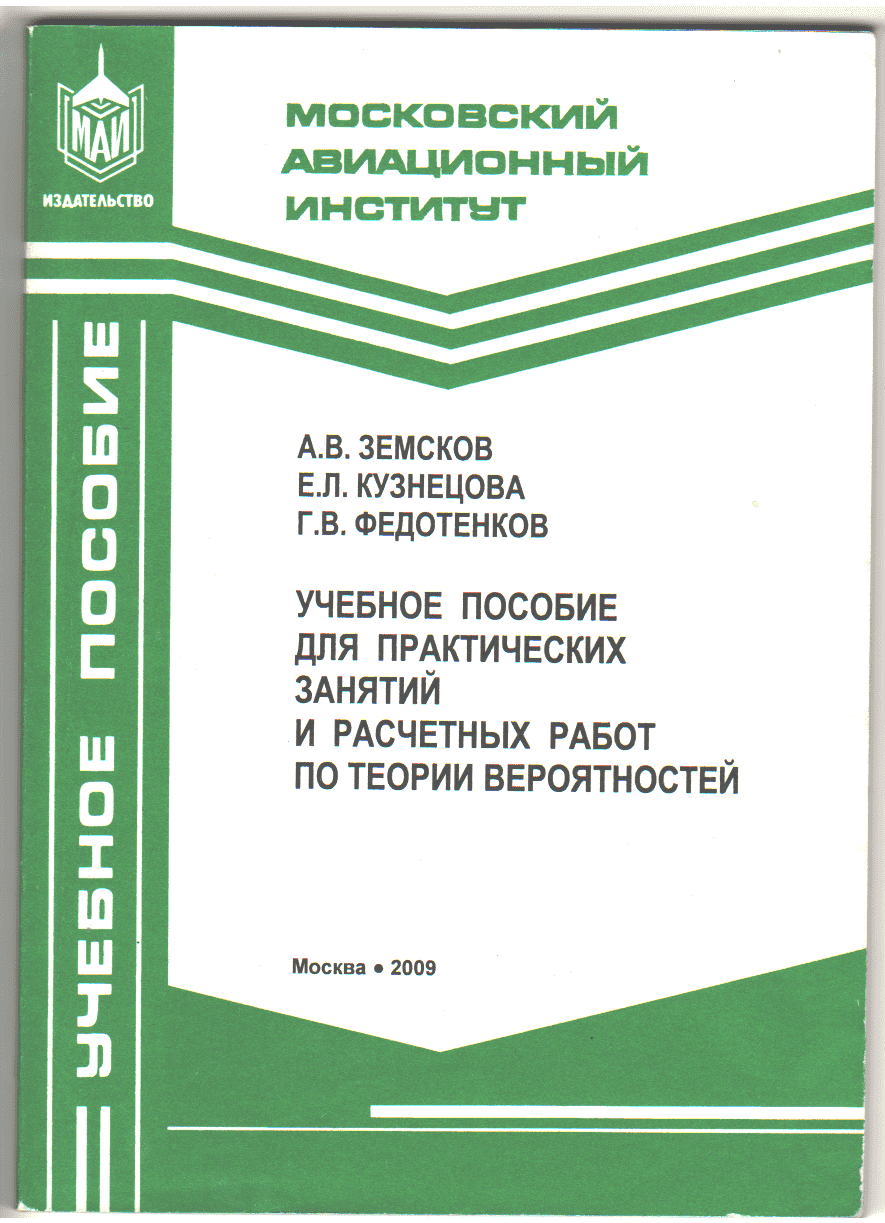 МАИ
ИЗДАТЕЛЬСТВО
МОСКОВСКИЙ
АВИАЦИОННЫЙ
ИНСТИТУТ
УЧЕБНОЕ ПОСОБИЕ
А.В. ЗЕМСКОВ
Е.Л. КУЗНЕЦОВА
Г.В. ФЕДОТЕНКОВ
УЧЕБНОЕ ПОСОБИЕ
ДЛЯ ПРАКТИЧЕСКИХ
ЗАНЯТИЙ
И РАСЧЕТНЫХ РАБОТ
ПО ТЕОРИИ ВЕРОЯТНОСТЕЙ
Москва ● 2009